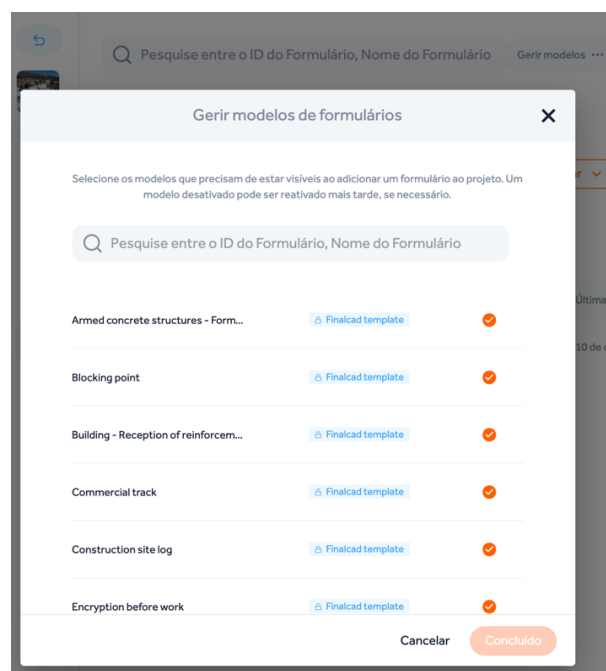 Pesquise entre o ID do Formulário, Nome do Formulário
Gerir modelos ...
Gerir modelos de formulários
Selecione os modelos que precisam de estar visíveis ao adicionar um formulário ao projeto. Um
modelo desativado pode ser reativado mais tarde, se necessário.
Pesquise entre o ID do Formulário, Nome do Formulário
Armed concrete structures - Form...
Finalcad template
Blocking point
Finalcad template
Building - Reception of reinforcem...
Finalcad template
Commercial track
Finalcad template
Construction site log
Finalcad template
Encryption before work
Finalcad template
Última
10 de
Cancelar
Concluído